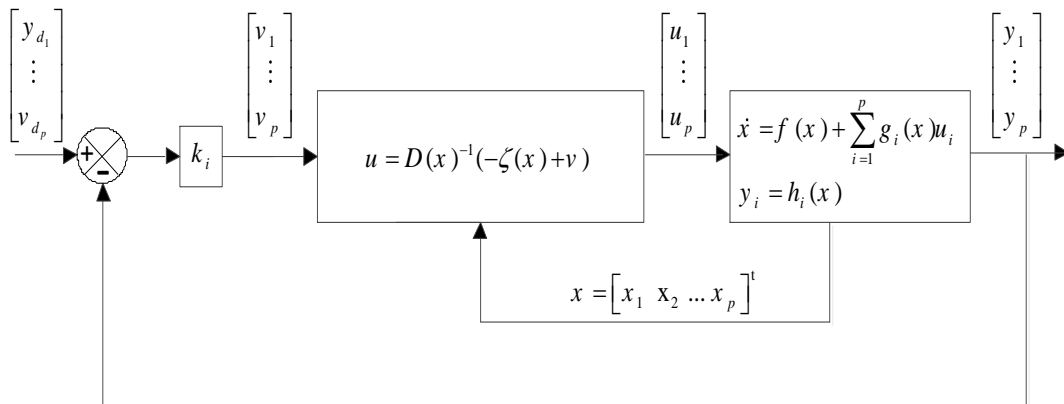 [y_{d_1} ⋮ v_{d_p}]
[v_1 ⋮ v_p]
[u_1 ⋮ u_p]
[y_1 ⋮ y_p]
+
-
k_i
u = D(x)^{-1}(-ζ(x)+v)
ẋ = f(x) + \sum_{i=1}^{p} g_i(x)u_i
y_i = h_i(x)
x = [x_1 x_2 ... x_p]^t